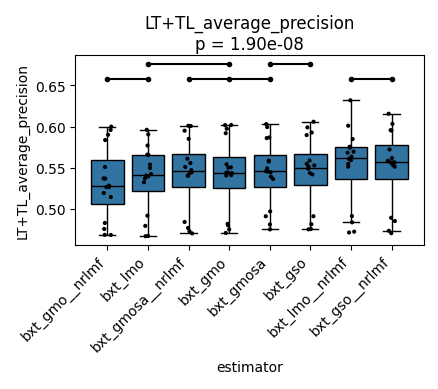 LT+TL_average_precision
p = 1.90e-08
LT+TL_average_precision
0.65
0.60
0.55
0.50
bxt_gmo__nrlmf
bxt_lmo
bxt_gmosa__nrlmf
bxt_gmo
bxt_gmosa
bxt_gso
bxt_lmo__nrlmf
bxt_gso__nrlmf
estimator